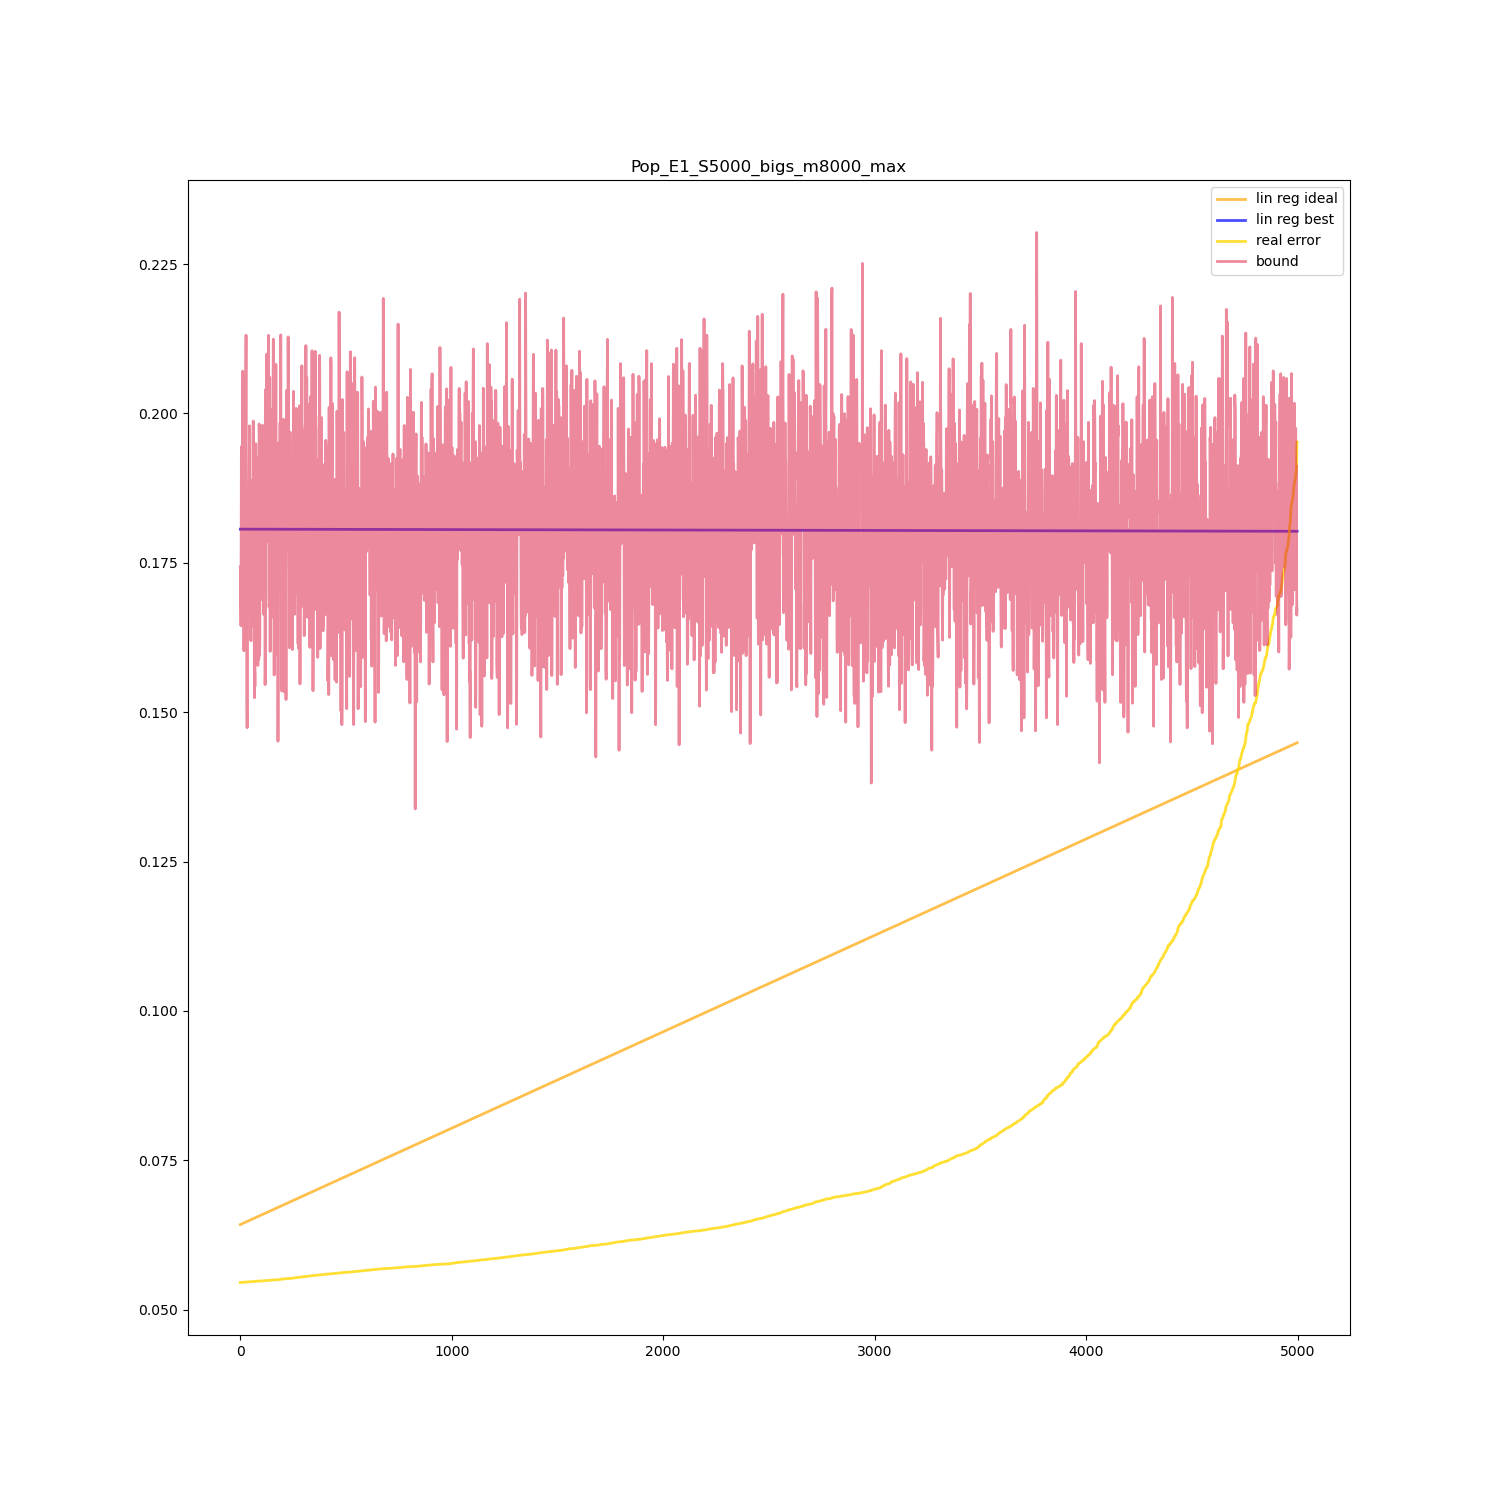 Pop_E1_S5000_bigs_m8000_max
lin reg ideal
lin reg best
real error
bound
0.225
0.200
0.175
0.150
0.125
0.100
0.075
0.050
0 1000 2000 3000 4000 5000